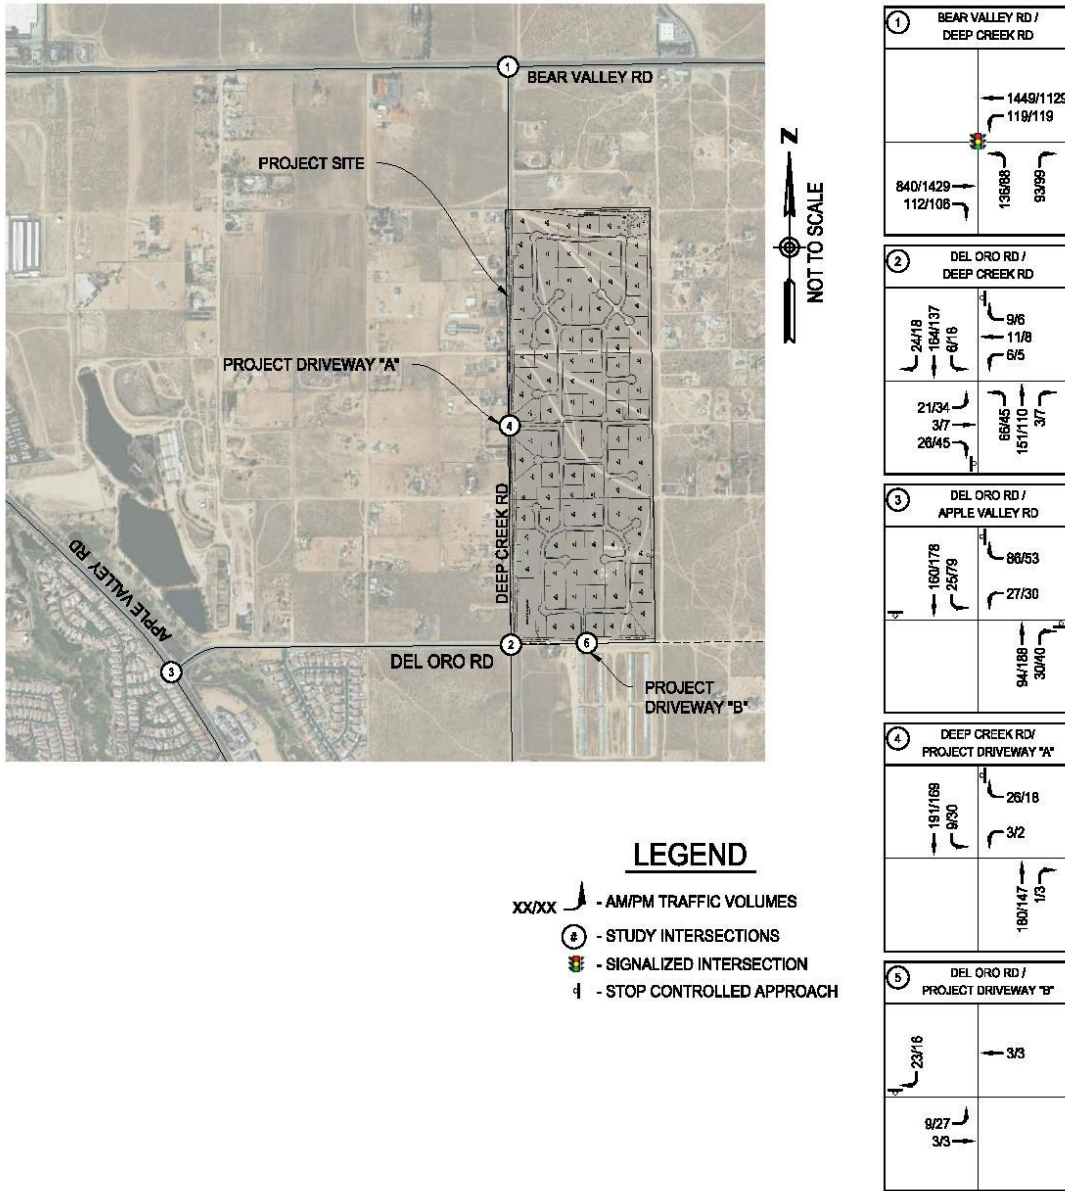 1
BEAR VALLEY RD
PROJECT SITE
Z
NOT TO SCALE
PROJECT DRIVEWAY "A"
4
DEEP CREEK RD
APPLE VALLEY RD
3
DEL ORO RD
2
6
PROJECT
DRIVEWAY "B"
LEGEND
XX/XX - AM/PM TRAFFIC VOLUMES
# - STUDY INTERSECTIONS
- SIGNALIZED INTERSECTION
- STOP CONTROLLED APPROACH
1 BEAR VALLEY RD /
DEEP CREEK RD
1449/1129
119/119
840/1429
112/106
136/88
93/99
2 DEL ORO RD /
DEEP CREEK RD
24/18
164/137
6/16
9/6
11/8
6/5
21/34
3/7
26/45
66/45
151/110
3/7
3 DEL ORO RD /
APPLE VALLEY RD
160/178
25/79
86/53
27/30
94/188
30/40
4 DEEP CREEK RD/
PROJECT DRIVEWAY "A"
191/169
9/30
26/18
3/2
180/147
1/3
5 DEL ORO RD /
PROJECT DRIVEWAY "B"
23/16
3/3
9/27
3/3